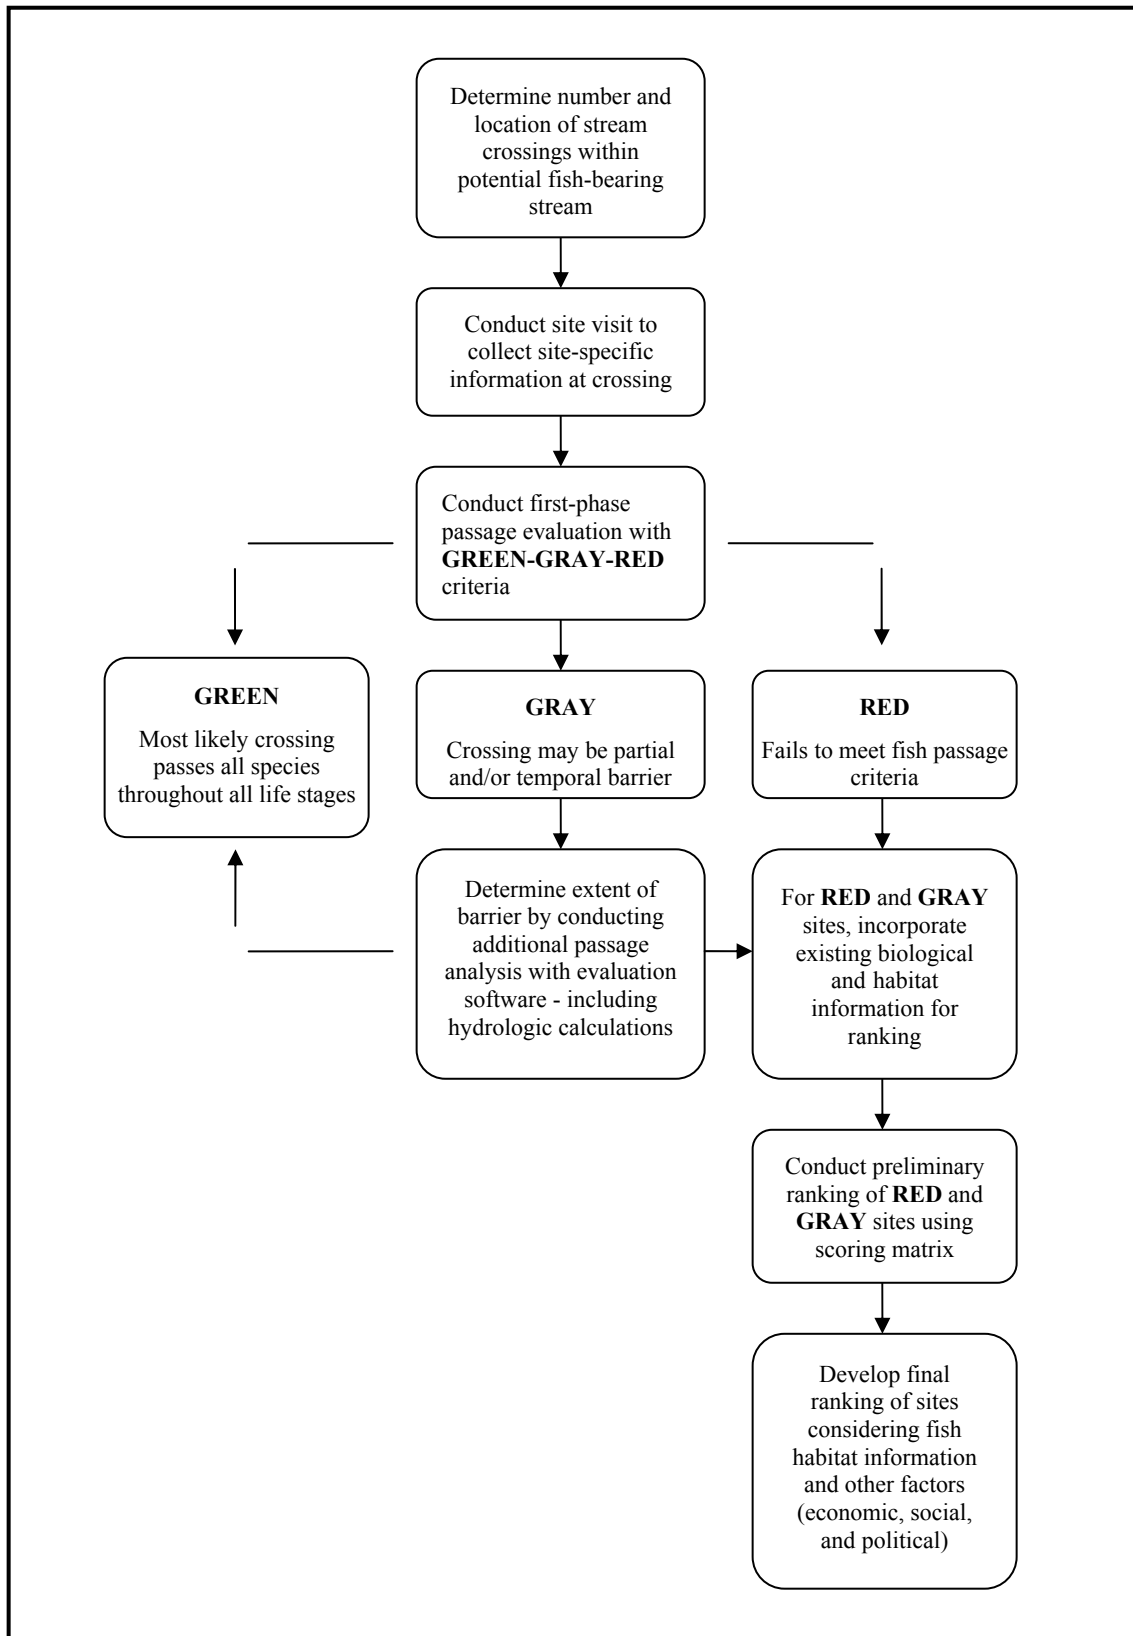 Determine number and
location of stream
crossings within
potential fish-bearing
stream
Conduct site visit to
collect site-specific
information at crossing
Conduct first-phase
passage evaluation with
GREEN-GRAY-RED
criteria
GREEN
Most likely crossing
passes all species
throughout all life stages
GRAY
Crossing may be partial
and/or temporal barrier
RED
Fails to meet fish passage
criteria
Determine extent of
barrier by conducting
additional passage
analysis with evaluation
software - including
hydrologic calculations
For RED and GRAY
sites, incorporate
existing biological
and habitat
information for
ranking
Conduct preliminary
ranking of RED and
GRAY sites using
scoring matrix
Develop final
ranking of sites
considering fish
habitat information
and other factors
(economic, social,
and political)